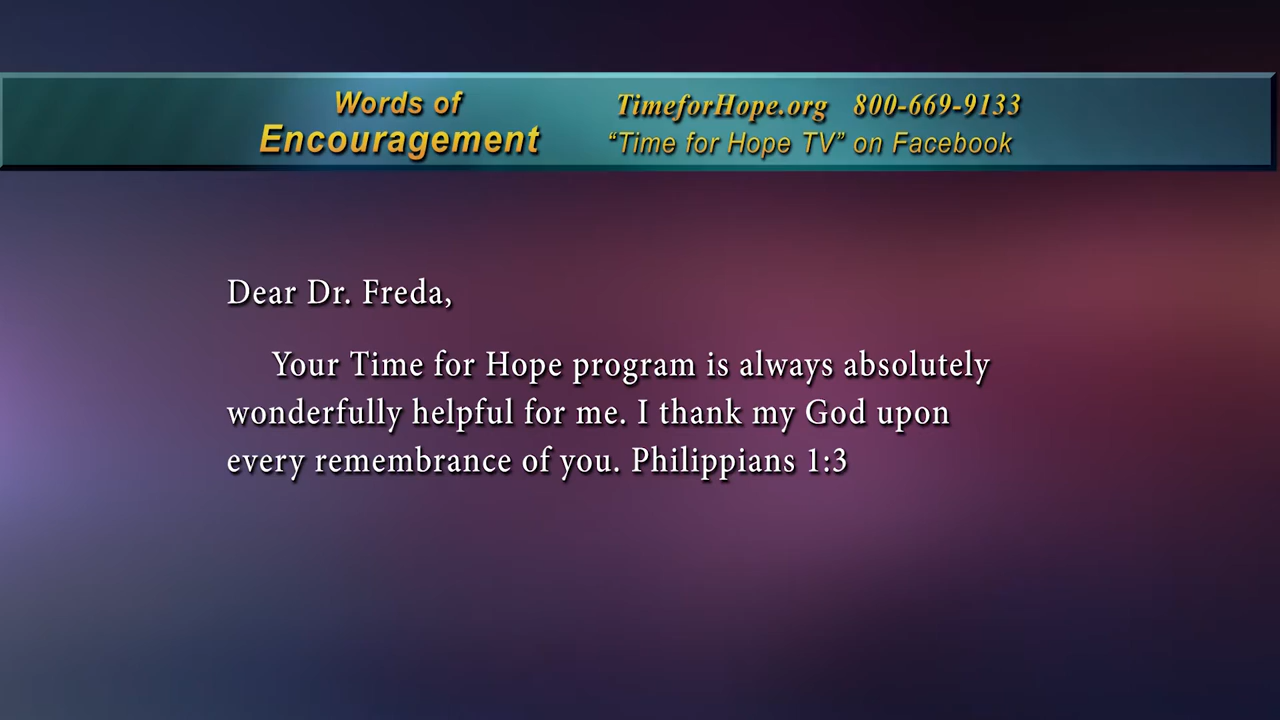 Words of
Encouragement
TimeforHope.org 800-669-9133
“Time for Hope TV” on Facebook
Dear Dr. Freda,
Your Time for Hope program is always absolutely
wonderfully helpful for me. I thank my God upon
every remembrance of you. Philippians 1:3